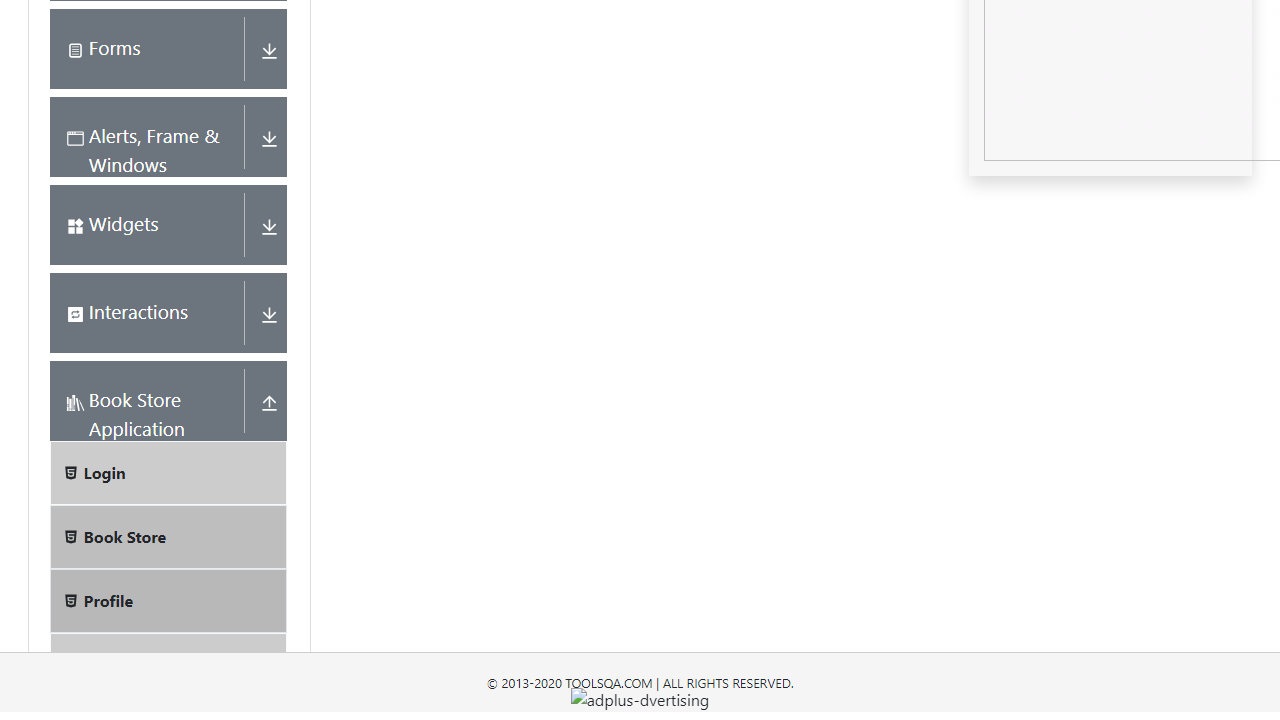 Forms
Alerts, Frame &
Windows
Widgets
Interactions
Book Store
Application
Login
Book Store
Profile
© 2013-2020 TOOLSQA.COM | ALL RIGHTS RESERVED.
adplus-dvertising